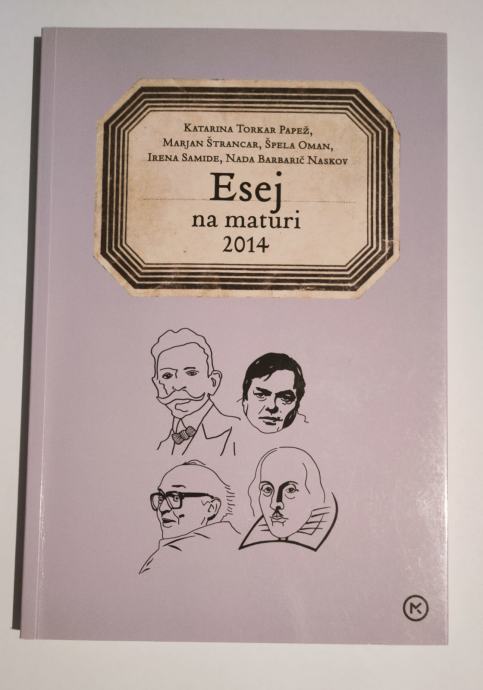 Katarina Torkar Papež,
Marjan Štrancar, Špela Oman,
Irena Samide, Nada Barbarič Naskov
Esej
na maturi
2014
M